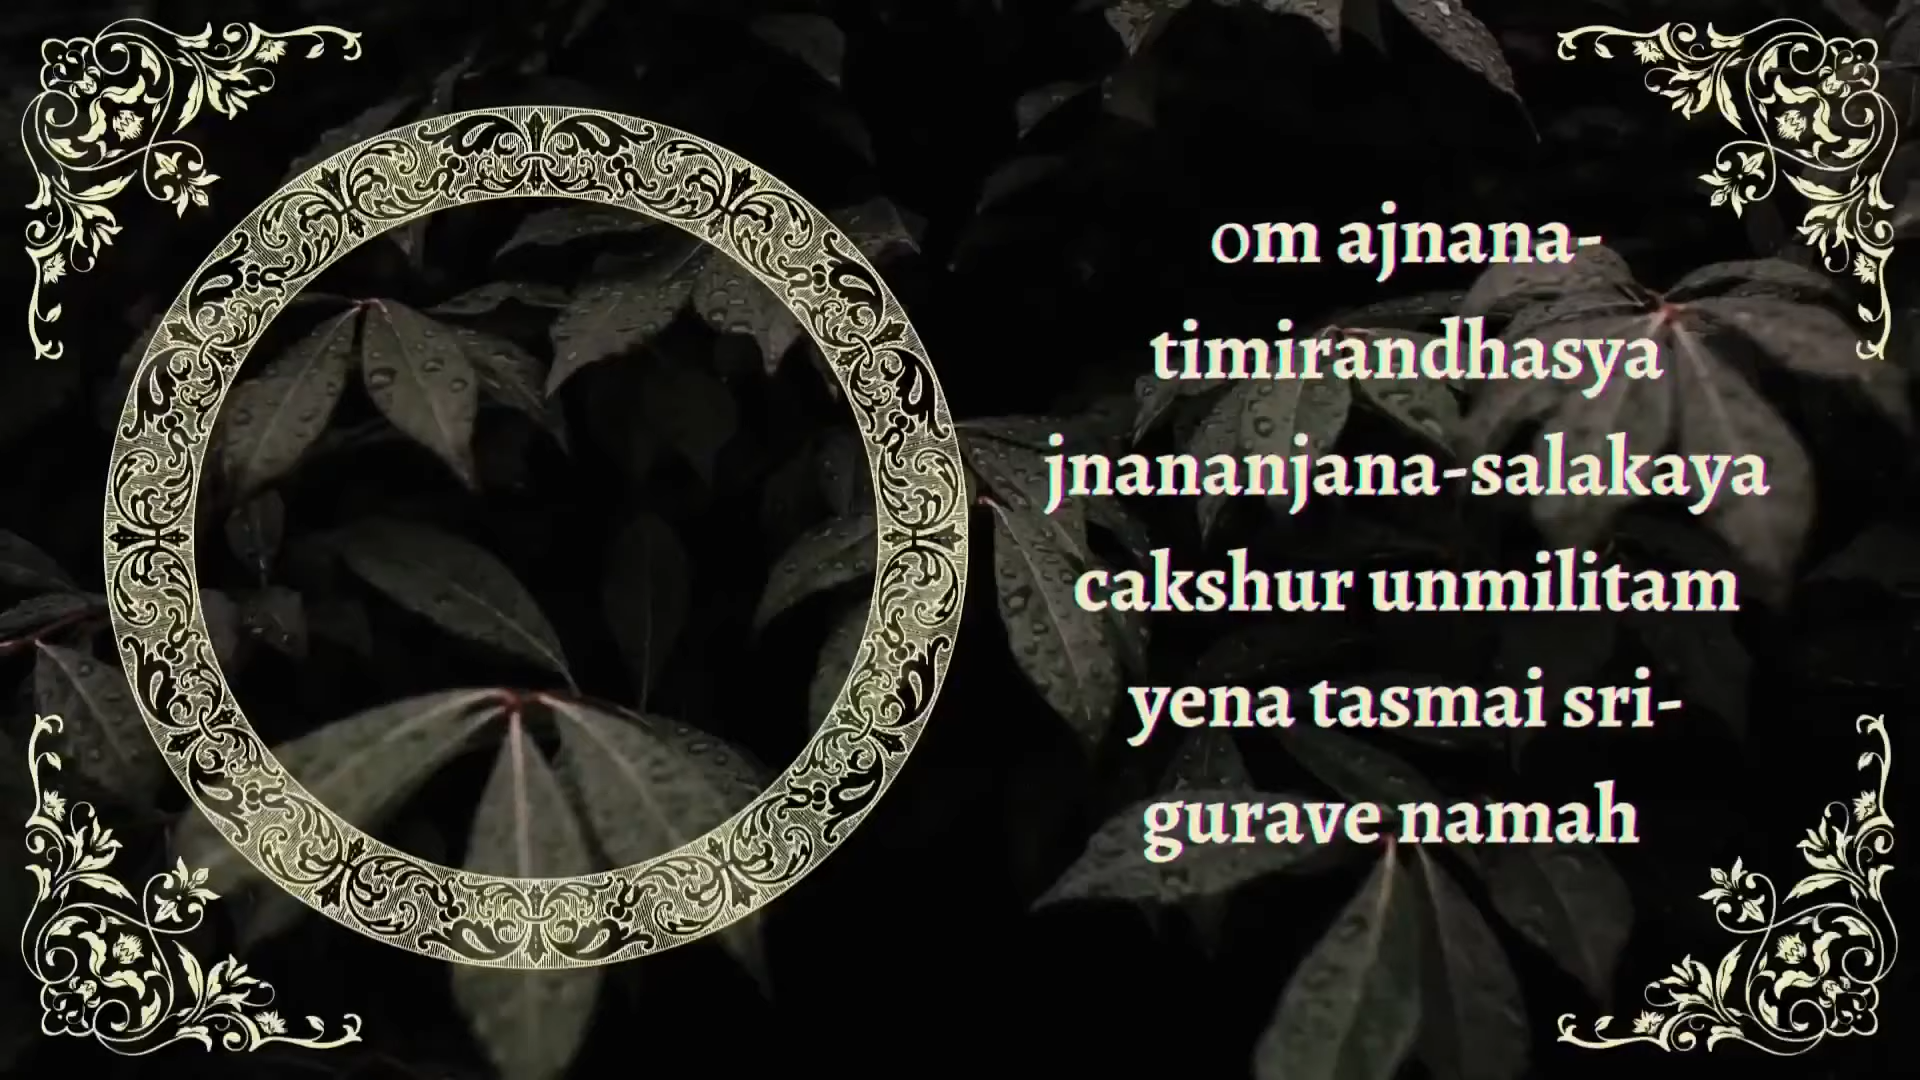 om ajnana-
timirandhasya
jnananjana-salakaya
cakshur unmilitam
yena tasmai sri-
gurave namah